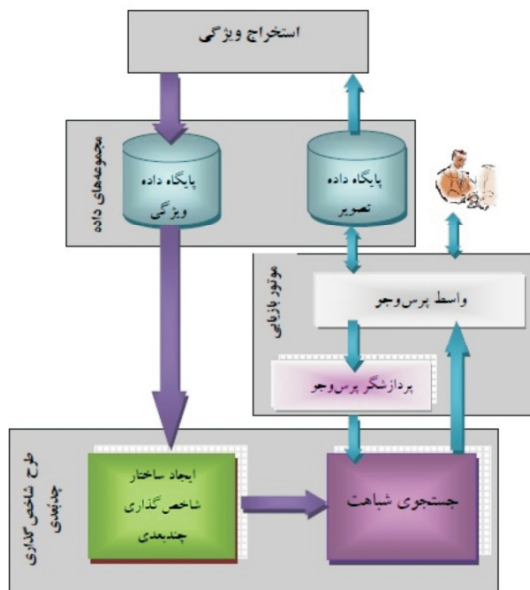 استخراج ویژگی
مجموعه‌های داده
پایگاه داده
تصویر
پایگاه داده
ویژگی
موتور بازیابی
واسط پرس‌وجو
پردازشگر پرس‌وجو
طرح شاخص‌گذاری
چندبعدی
جستجوی شباهت
ایجاد ساختار
شاخص‌گذاری
چندبعدی